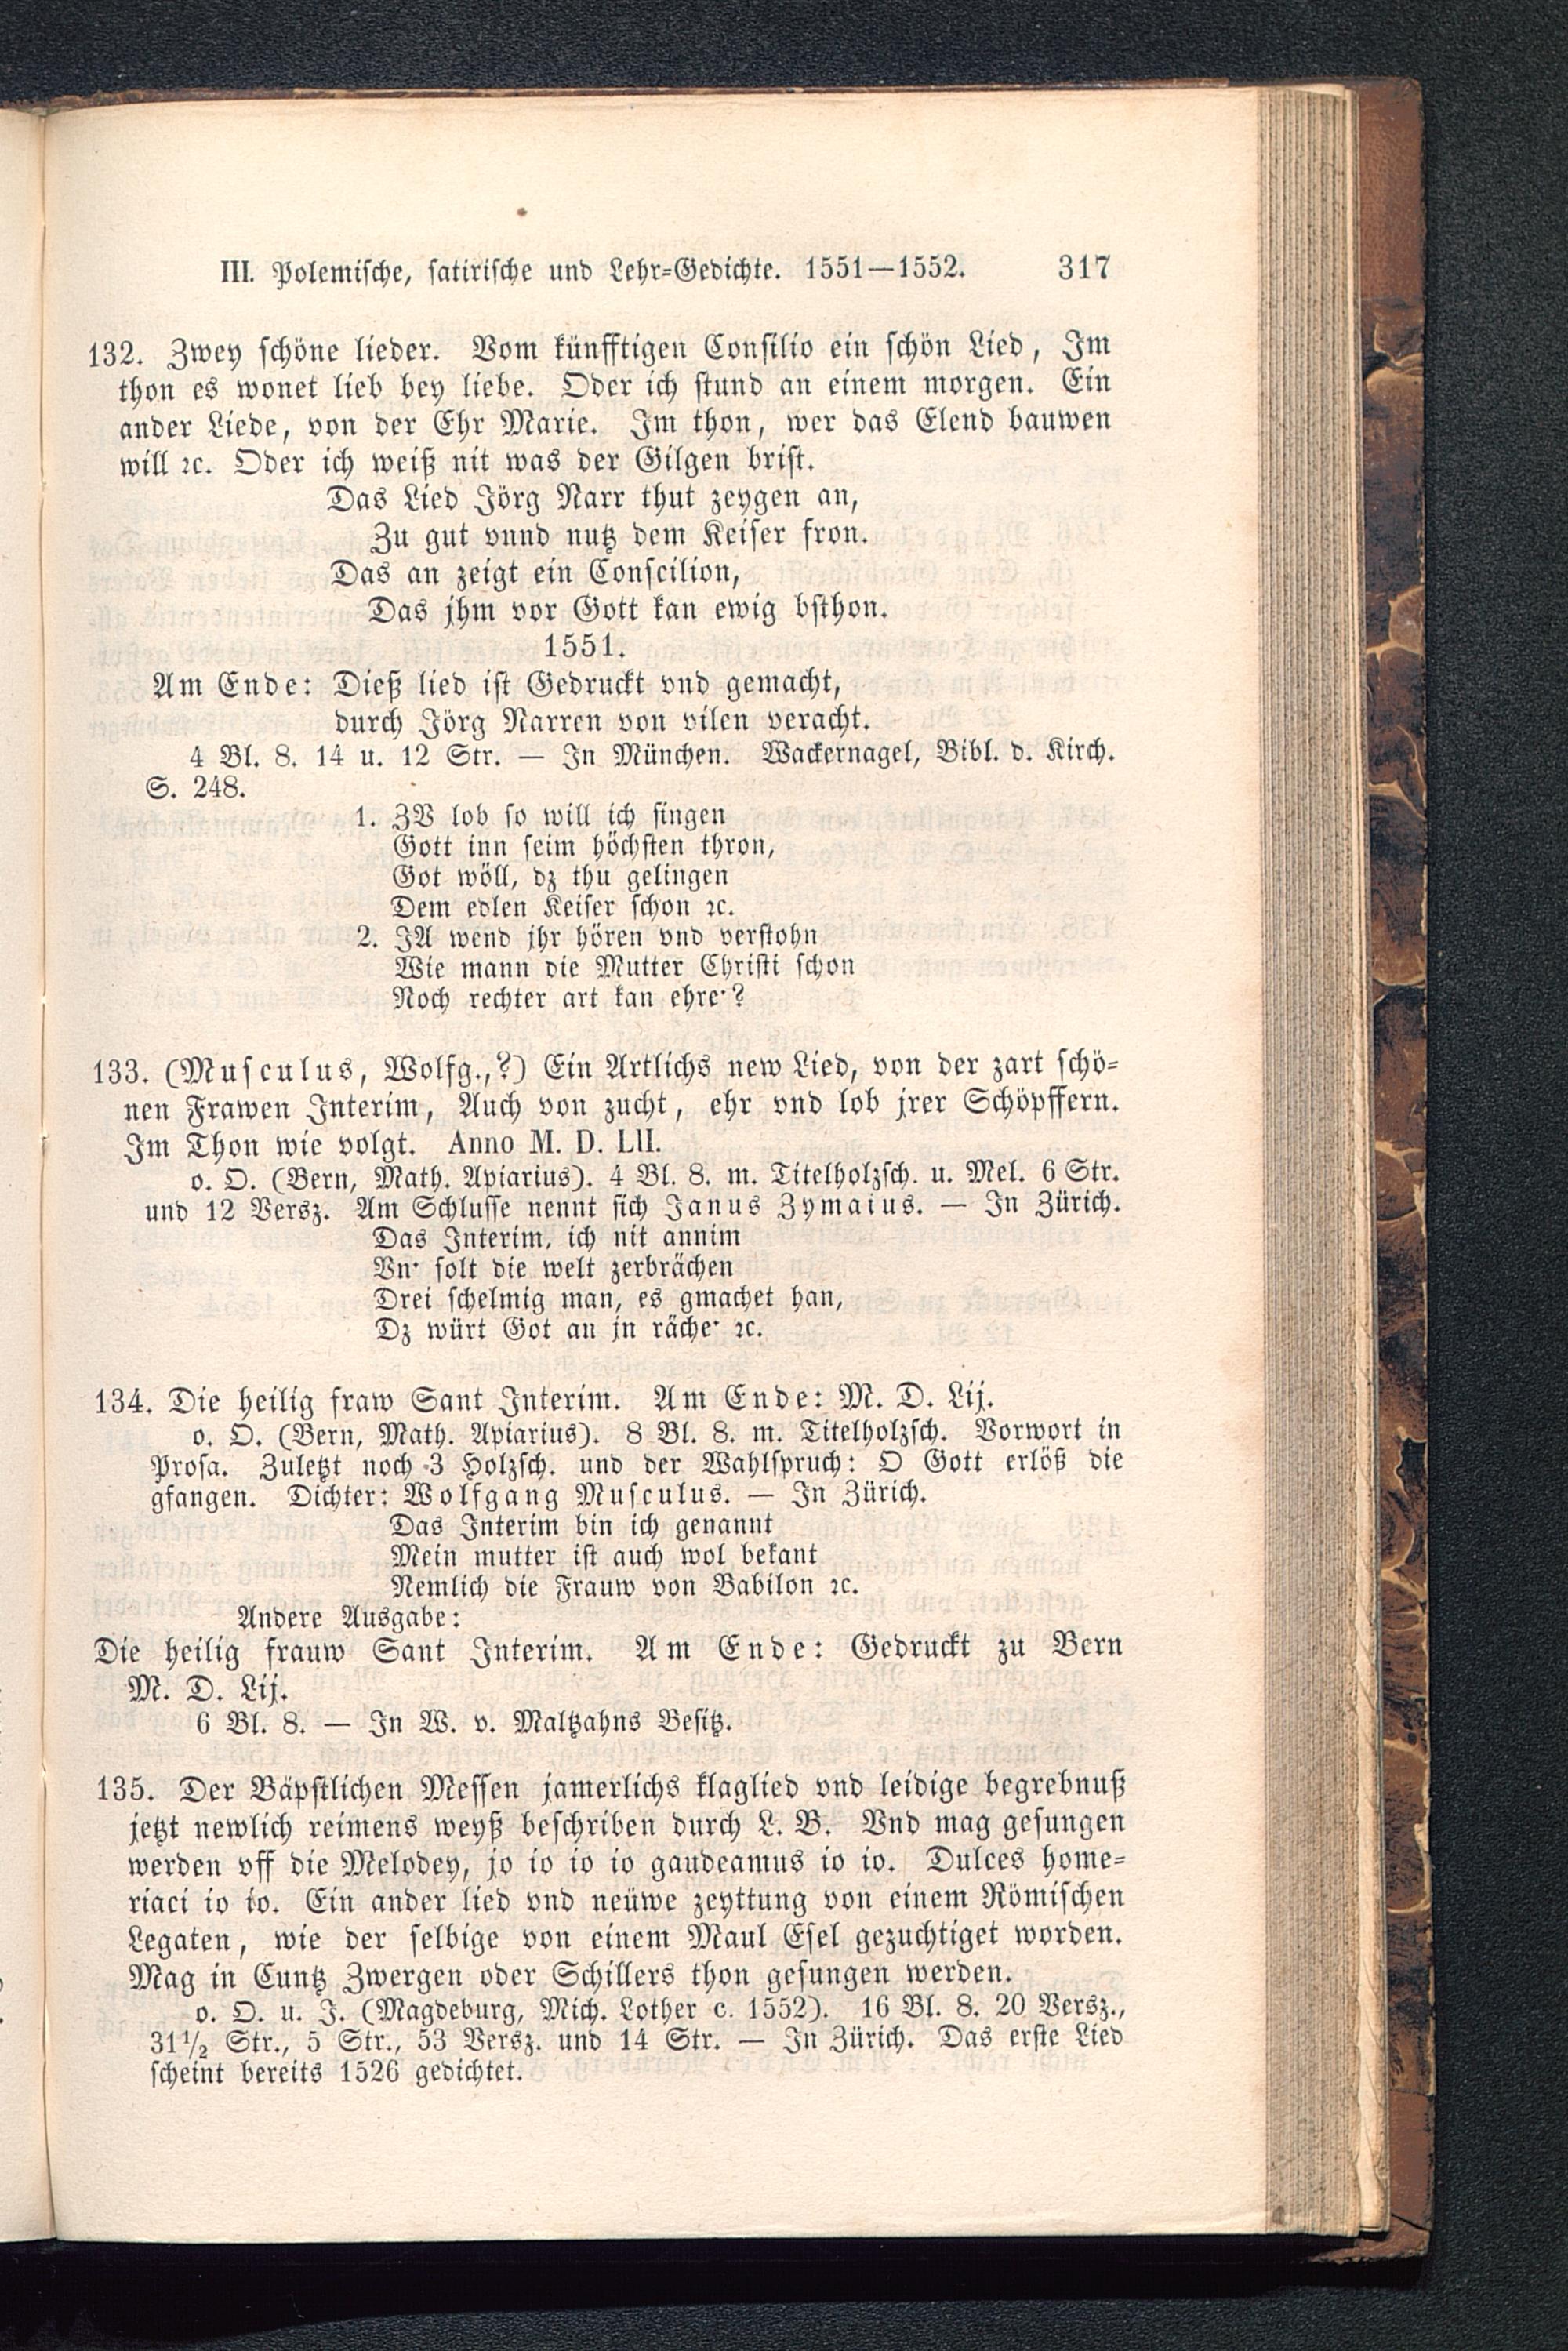 III. Polemische, satirische und Lehr-Gedichte. 1551—1552. 317
132. Zwey schöne lieder. Vom künfftigen Consilio ein schön Lied, Im
thon es wonet lieb bey liebe. Oder ich stund an einem morgen. Ein
ander Liede, von der Ehr Marie. Im thon, wer das Elend bauwen
will ꝛc. Oder ich weiß nit was der Gilgen brist.
Das Lied Jörg Narr thut zeygen an,
Zu gut vnnd nutz dem Keiser fron.
Das an zeigt ein Conscilion,
Das jhm vor Gott kan ewig bsthon.
1551.
Am Ende: Dieß lied ist Gedruckt vnd gemacht,
durch Jörg Narren von vilen veracht.
4 Bl. 8. 14 u. 12 Str. — In München. Wackernagel, Bibl. d. Kirch.
S. 248.
1. ZV lob so will ich singen
Gott inn seim höchsten thron,
Got wöll, dz thu gelingen
Dem edlen Keiser schon ꝛc.
2. JA wend jhr hören vnd verstohn
Wie mann die Mutter Christi schon
Noch rechter art kan ehre·?
133. (Musculus, Wolfg.,?) Ein Artlichs new Lied, von der zart schö-
nen Frawen Interim, Auch von zucht, ehr vnd lob jrer Schöpffern.
Im Thon wie volgt. Anno M. D. LII.
o. O. (Bern, Math. Apiarius). 4 Bl. 8. m. Titelholzsch. u. Mel. 6 Str.
und 12 Versz. Am Schlusse nennt sich Janus Zymaius. — In Zürich.
Das Interim, ich nit annim
Vn· solt die welt zerbrächen
Drei schelmig man, es gmachet han,
Dz würt Got an jn räche· ꝛc.
134. Die heilig fraw Sant Interim. Am Ende: M. D. Lij.
o. O. (Bern, Math. Apiarius). 8 Bl. 8. m. Titelholzsch. Vorwort in
Prosa. Zuletzt noch 3 Holzsch. und der Wahlspruch: O Gott erlöß die
gfangen. Dichter: Wolfgang Musculus. — In Zürich.
Das Interim bin ich genannt
Mein mutter ist auch wol bekant
Nemlich die Frauw von Babilon ꝛc.
Andere Ausgabe:
Die heilig frauw Sant Interim. Am Ende: Gedruckt zu Bern
M. D. Lij.
6 Bl. 8. — In W. v. Maltzahns Besitz.
135. Der Bäpstlichen Messen jamerlichs klaglied vnd leidige begrebnuß
jetzt newlich reimens weyß beschriben durch L. B. Vnd mag gesungen
werden vff die Melodey, jo io io io gaudeamus io io. Dulces home-
riaci io io. Ein ander lied vnd neüwe zeyttung von einem Römischen
Legaten, wie der selbige von einem Maul Esel gezuchtiget worden.
Mag in Cuntz Zwergen oder Schillers thon gesungen werden.
o. O. u. J. (Magdeburg, Mich. Lother c. 1552). 16 Bl. 8. 20 Versz.,
31½ Str., 5 Str., 53 Versz. und 14 Str. — In Zürich. Das erste Lied
scheint bereits 1526 gedichtet.